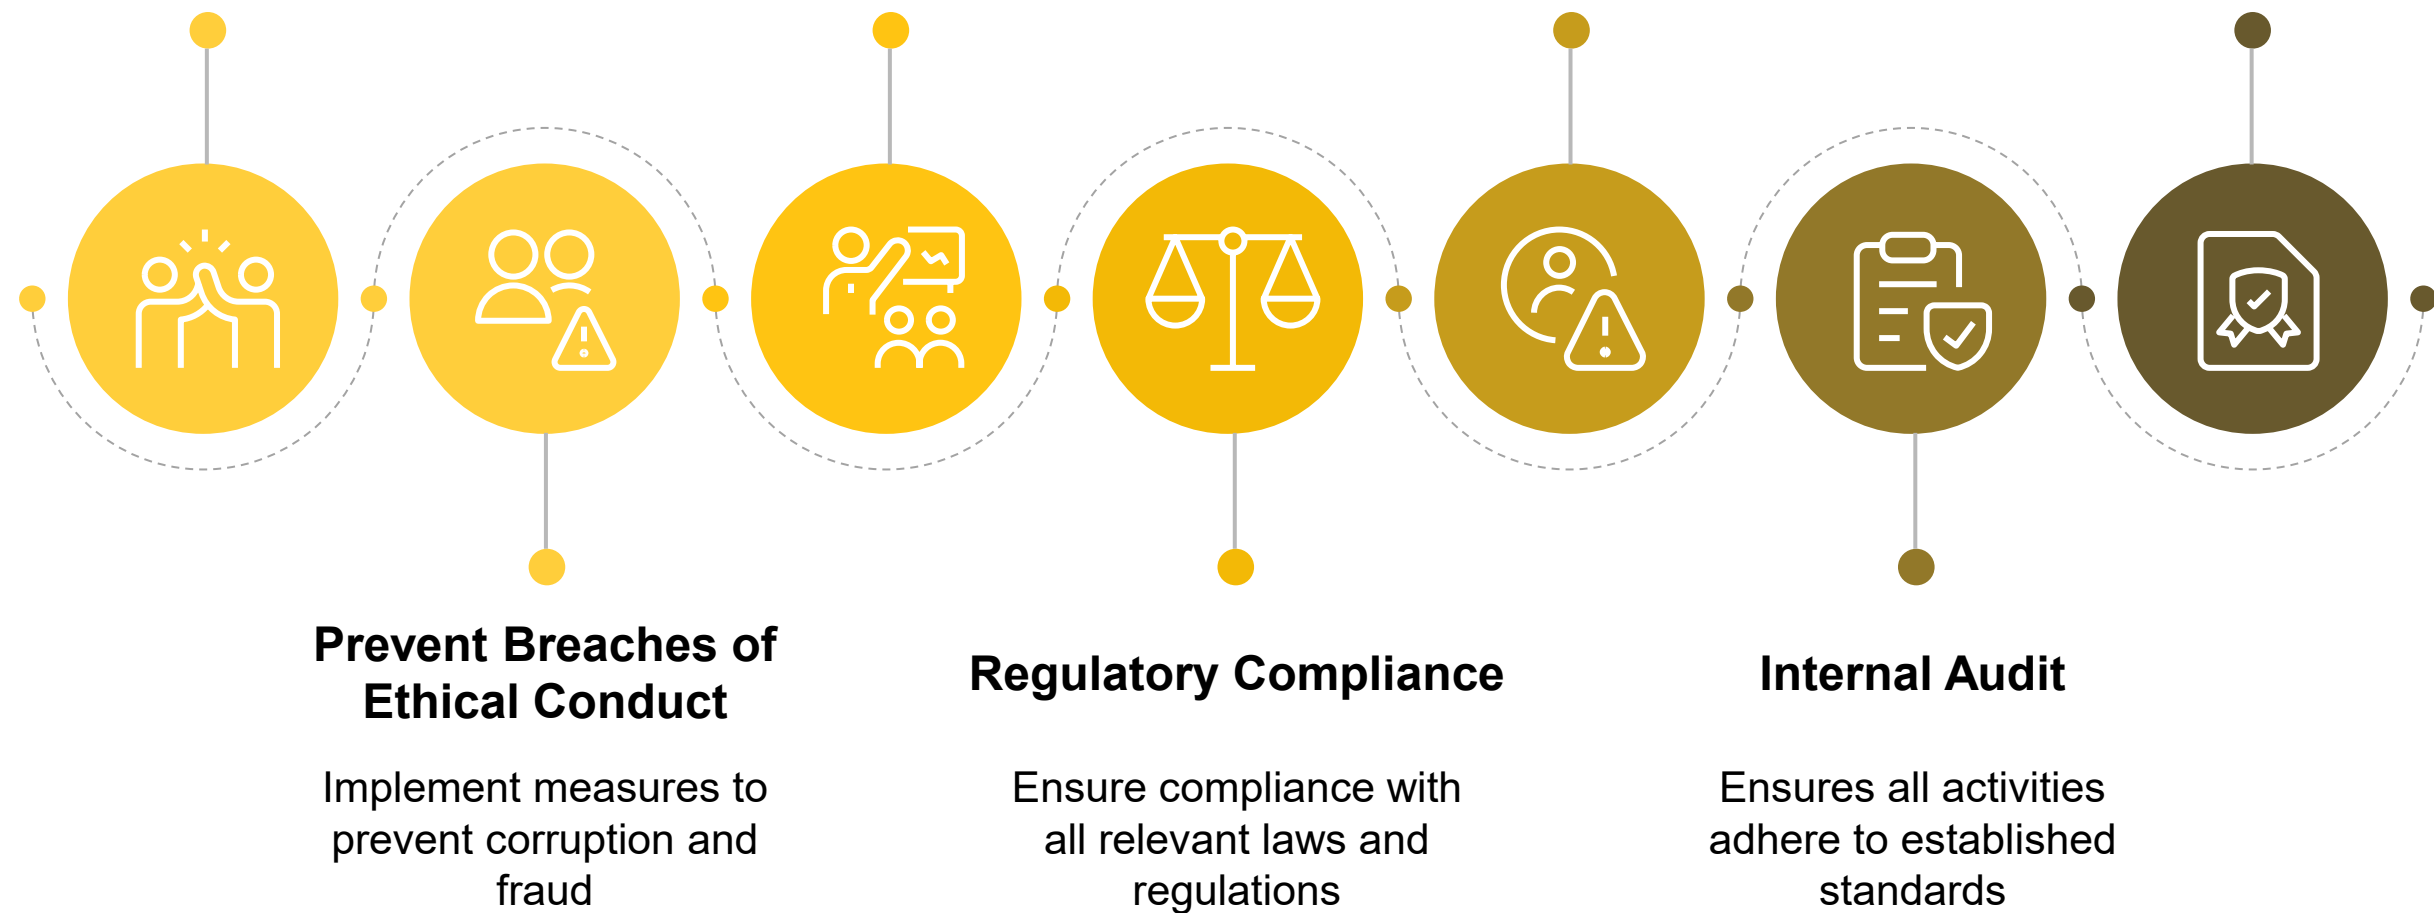 Prevent Breaches of
Ethical Conduct
Implement measures to
prevent corruption and
fraud
Regulatory Compliance
Ensure compliance with
all relevant laws and
regulations
Internal Audit
Ensures all activities
adhere to established
standards